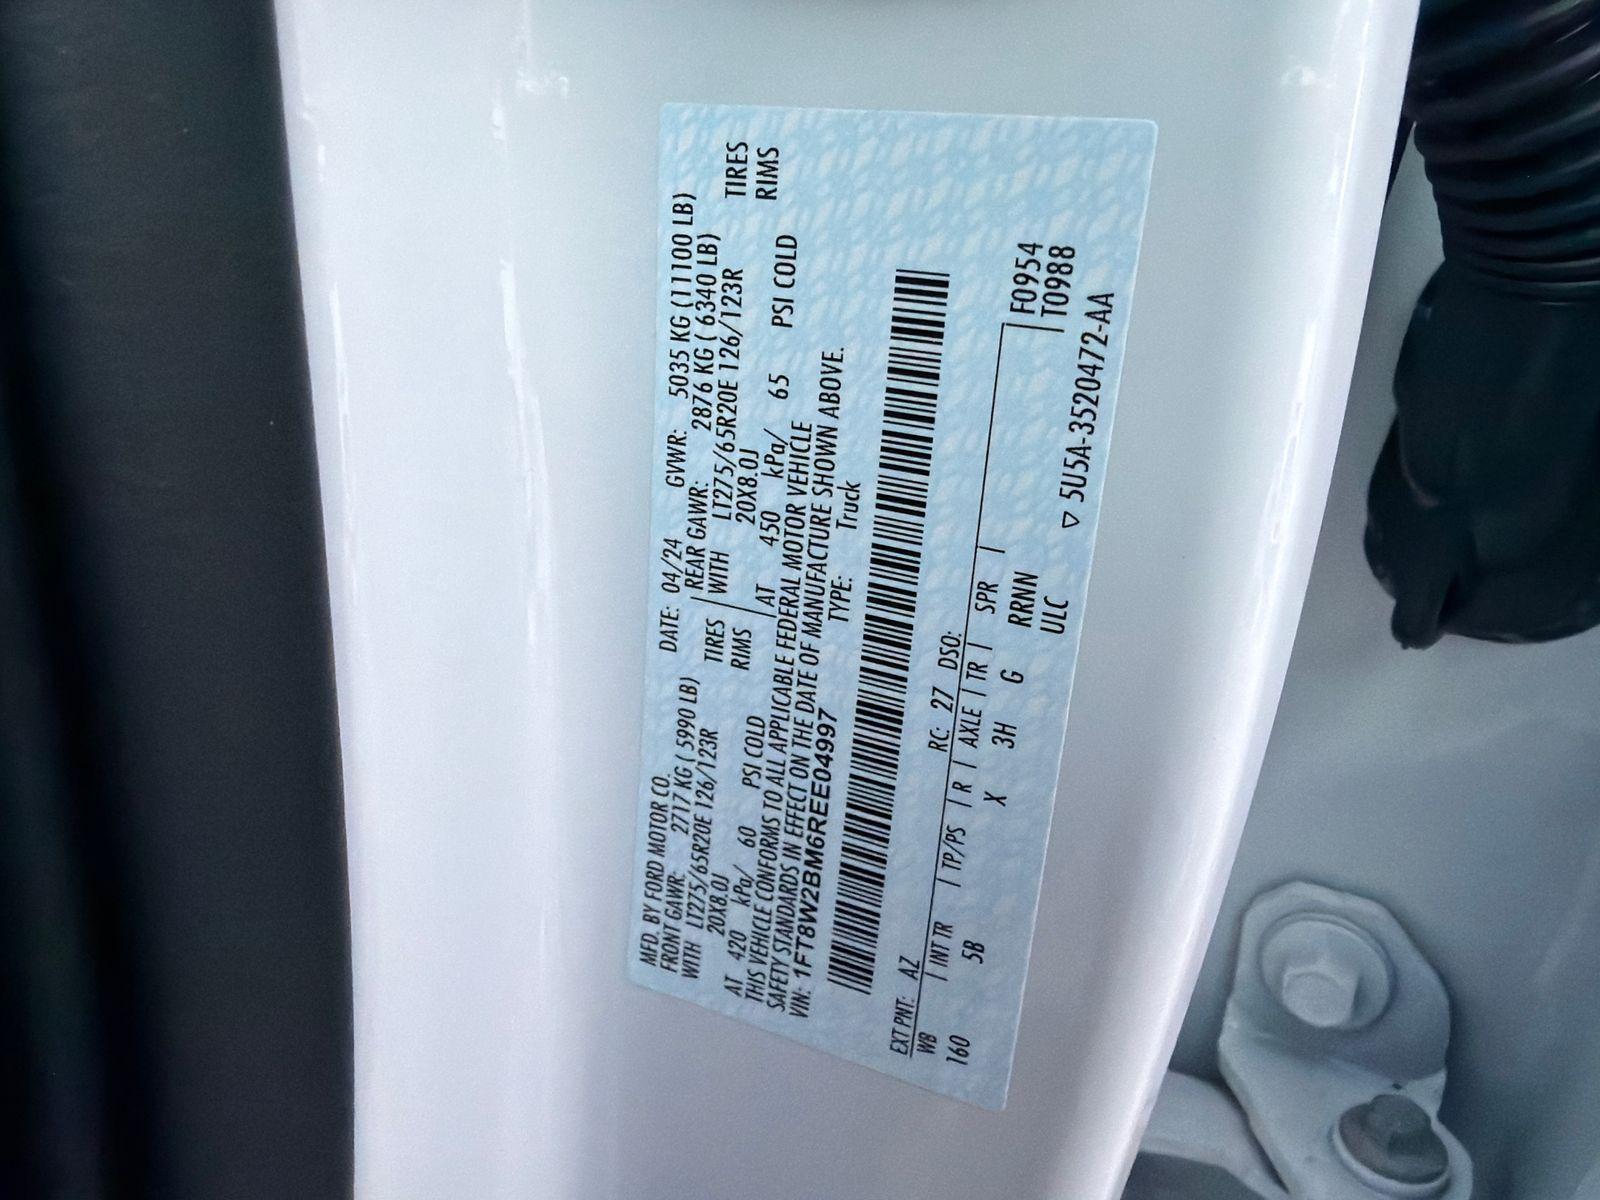 MFD. BY FORD MOTOR CO. DATE: 04/24 GVWR: 5035 KG (11100 LB)
FRONT GAWR: 2717 KG ( 5990 LB) REAR GAWR: 2876 KG ( 6340 LB)
WITH LT275/65R20E 126/123R TIRES WITH LT275/65R20E 126/123R TIRES
20X8.0J RIMS 20X8.0J RIMS
AT 420 kPa/ 60 PSI COLD AT 450 kPa/ 65 PSI COLD
THIS VEHICLE CONFORMS TO ALL APPLICABLE FEDERAL MOTOR VEHICLE
SAFETY STANDARDS IN EFFECT ON THE DATE OF MANUFACTURE SHOWN ABOVE.
VIN: 1FT8W2BM6REE04997 TYPE: Truck
EXT PNT: AZ RC: 27 DSO:
WB INT TR TP/PS R AXLE TR SPR F0954
160 5B X 3H G RRNN T0988
ULC
▽ 5U5A-3520472-AA